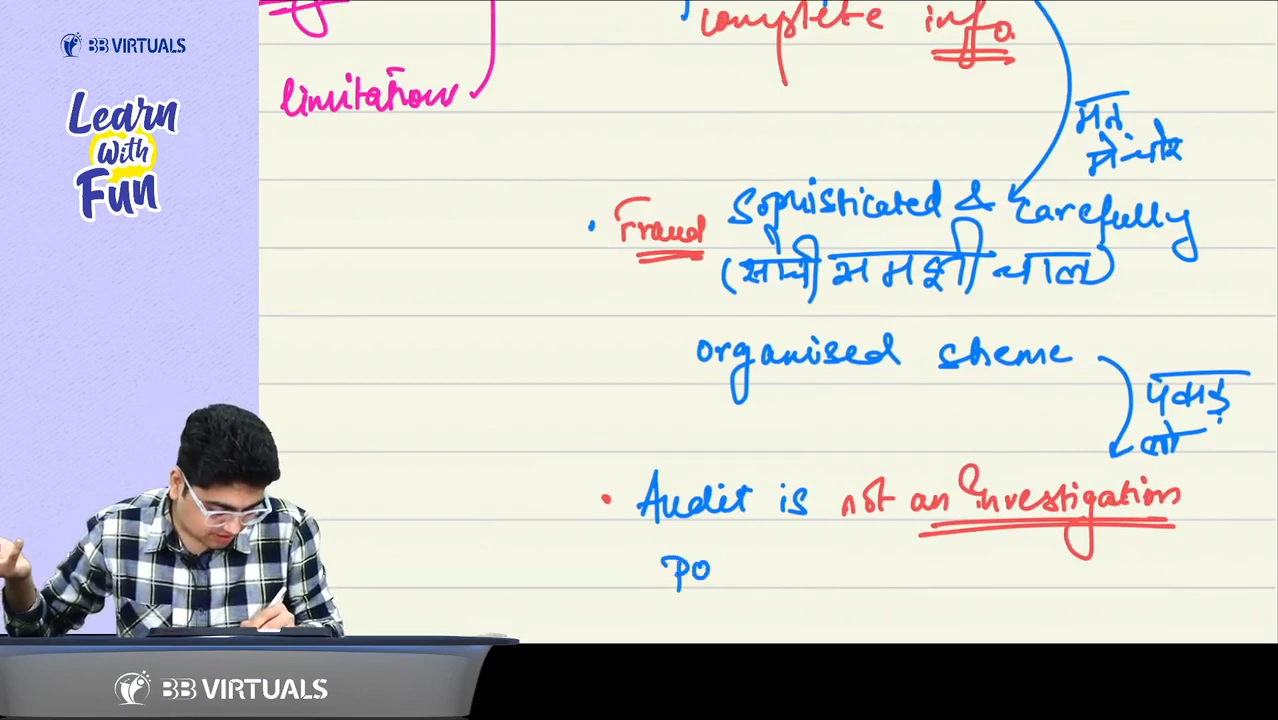 BB VIRTUALS
Learn
with
Fun
complete info.
limitation
मन
में चोर
• Fraud Sophisticated & Carefully
(सोची समझी चाल)
organised scheme
पकड़
लो
• Audit is not an Investigation
PO
BB VIRTUALS